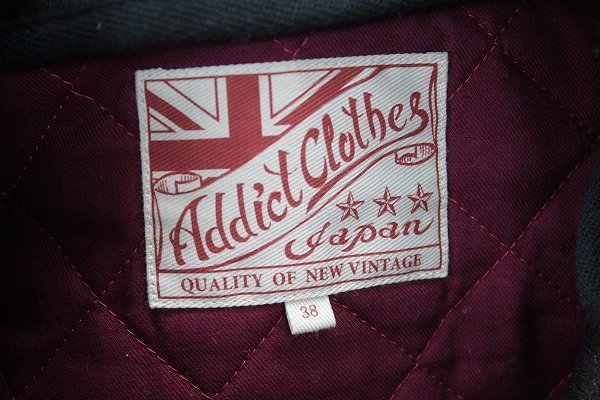 Addict Clothes
Japan
QUALITY OF NEW VINTAGE
38